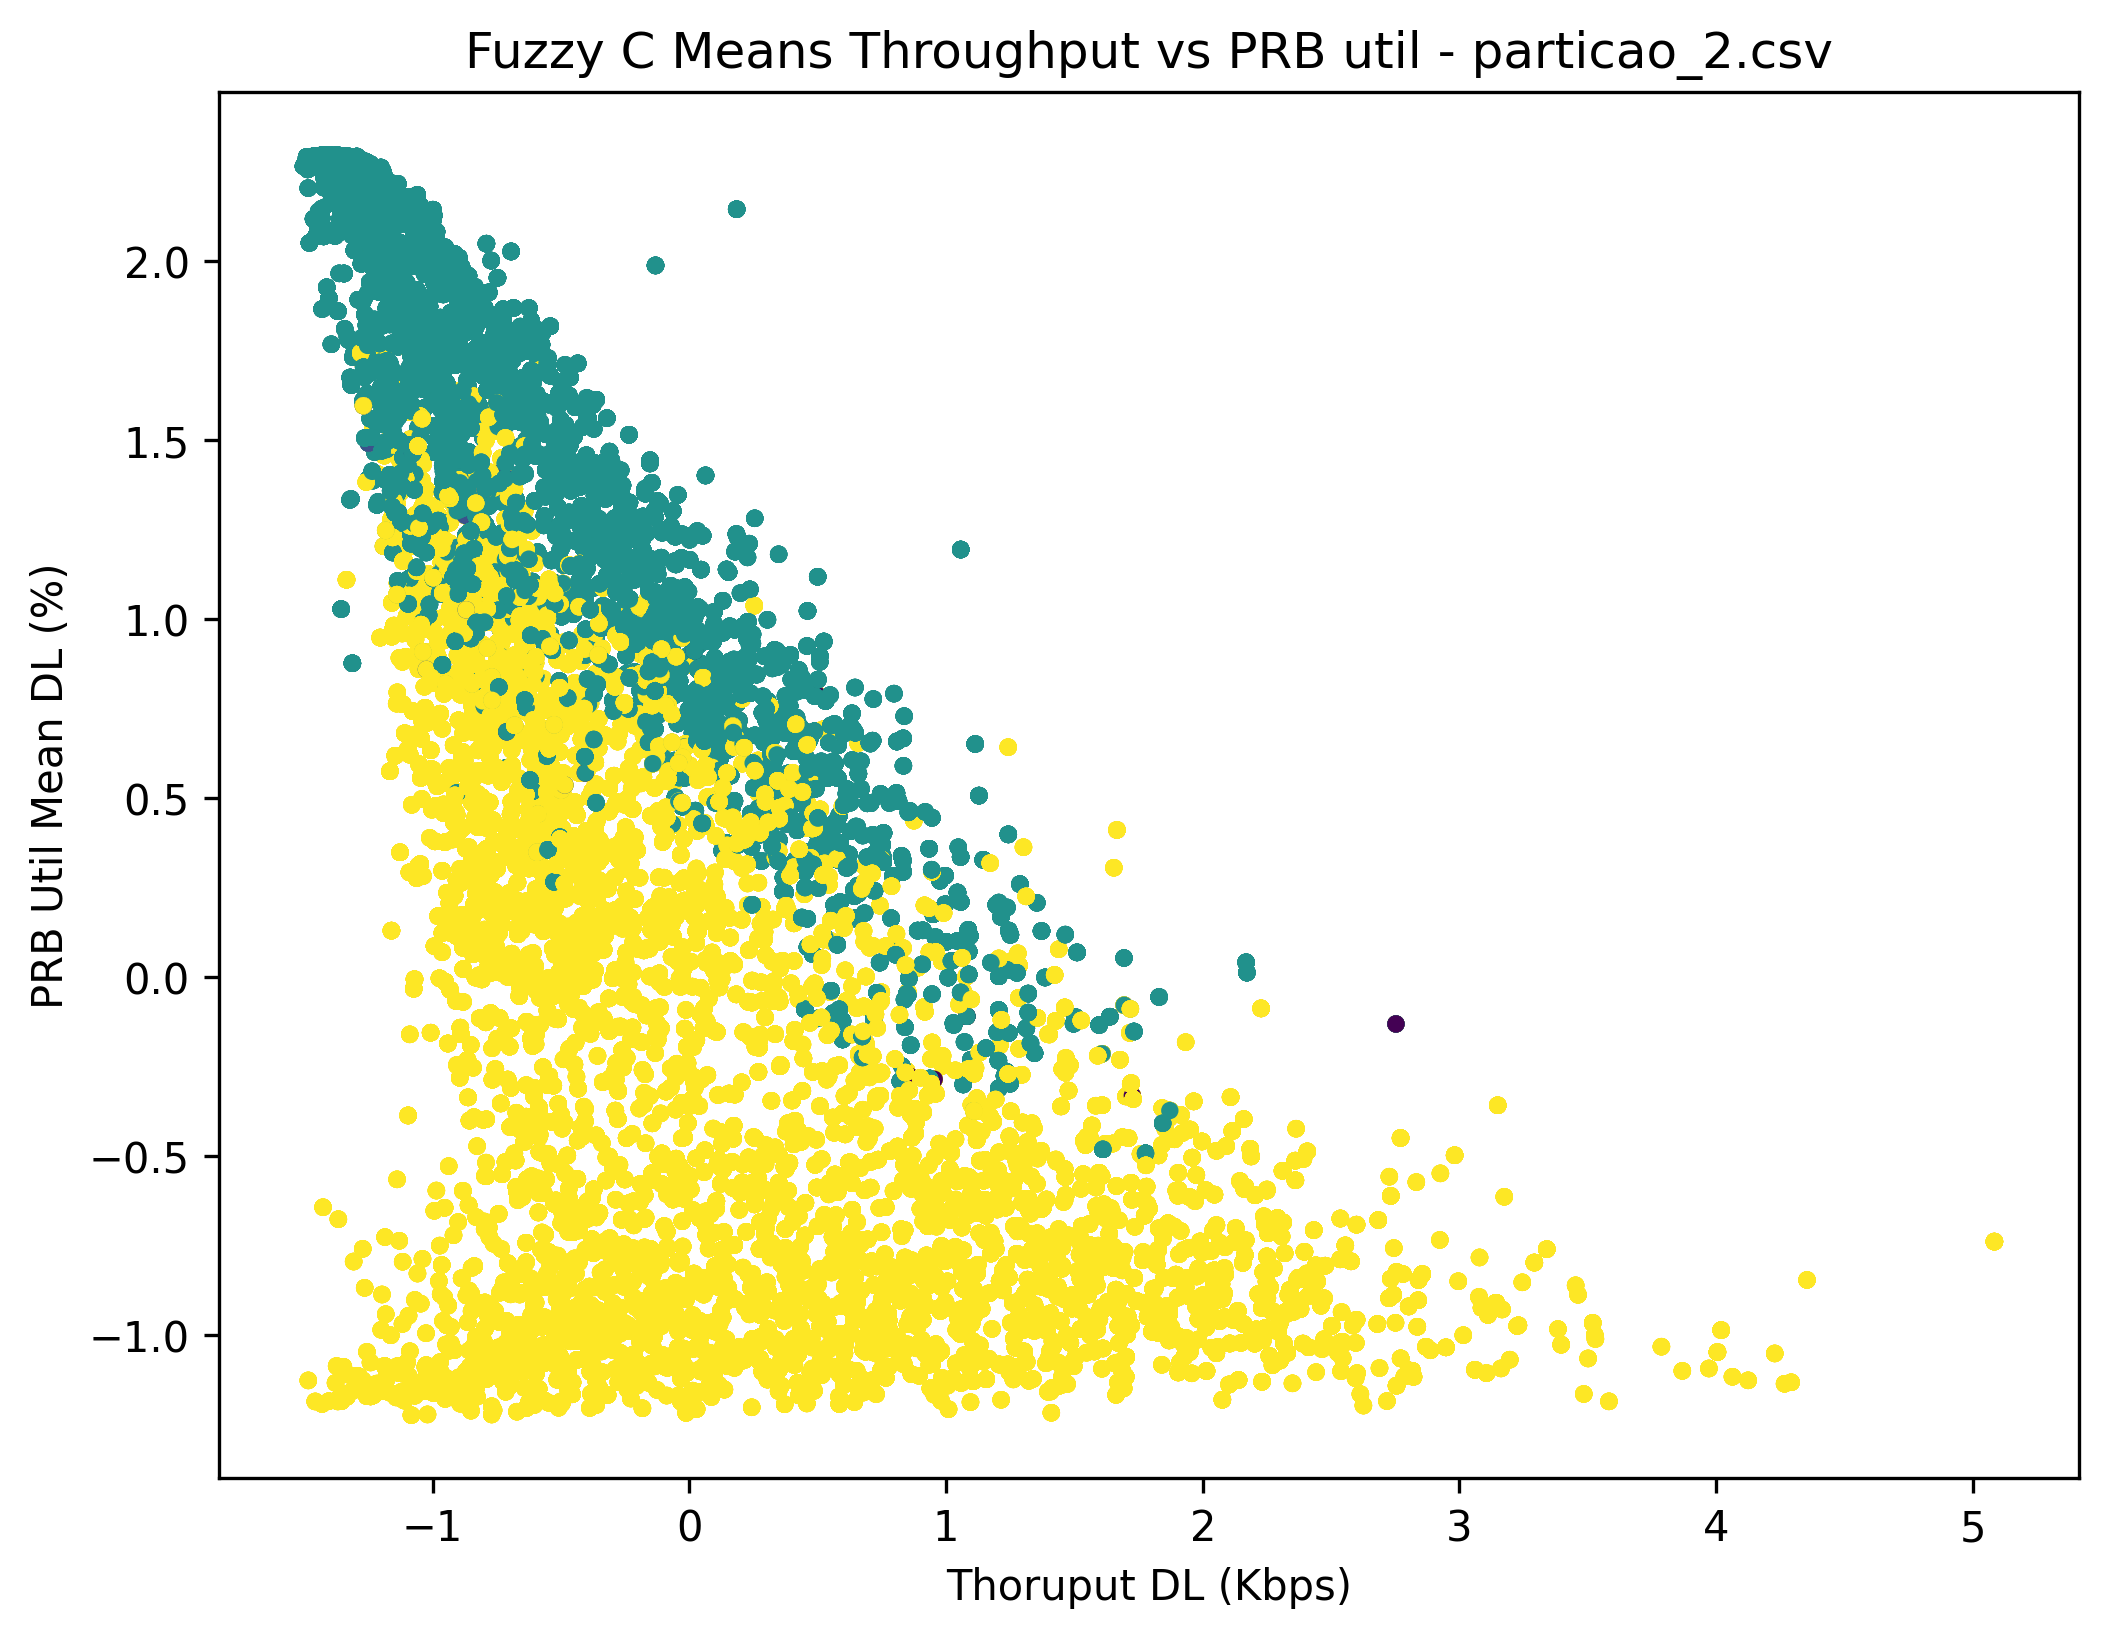 Fuzzy C Means Throughput vs PRB util - particao_2.csv
PRB Util Mean DL (%)
2.0
1.5
1.0
0.5
0.0
−0.5
−1.0
−1 0 1 2 3 4 5
Thoruput DL (Kbps)